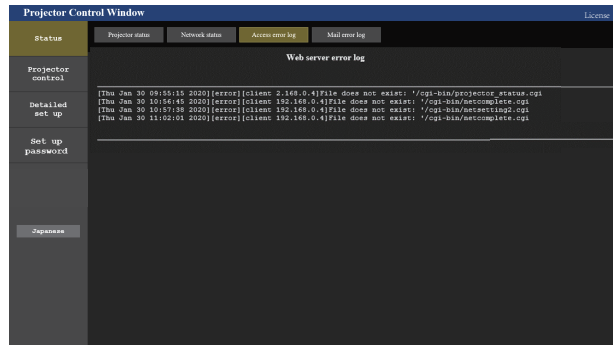 Projector Control Window
License
Status
Projector status
Network status
Access error log
Mail error log
Web server error log
Projector
control
Detailed
set up
Set up
password
Japanese
[Thu Jan 30 09:55:15 2020][error][client 2.168.0.4]File does not exist: '/cgi-bin/projector_status.cgi
[Thu Jan 30 10:56:45 2020][error][client 192.168.0.4]File does not exist: '/cgi-bin/netcomplete.cgi
[Thu Jan 30 10:57:38 2020][error][client 192.168.0.4]File does not exist: '/cgi-bin/netsetting2.cgi
[Thu Jan 30 11:02:01 2020][error][client 192.168.0.4]File does not exist: '/cgi-bin/netcomplete.cgi